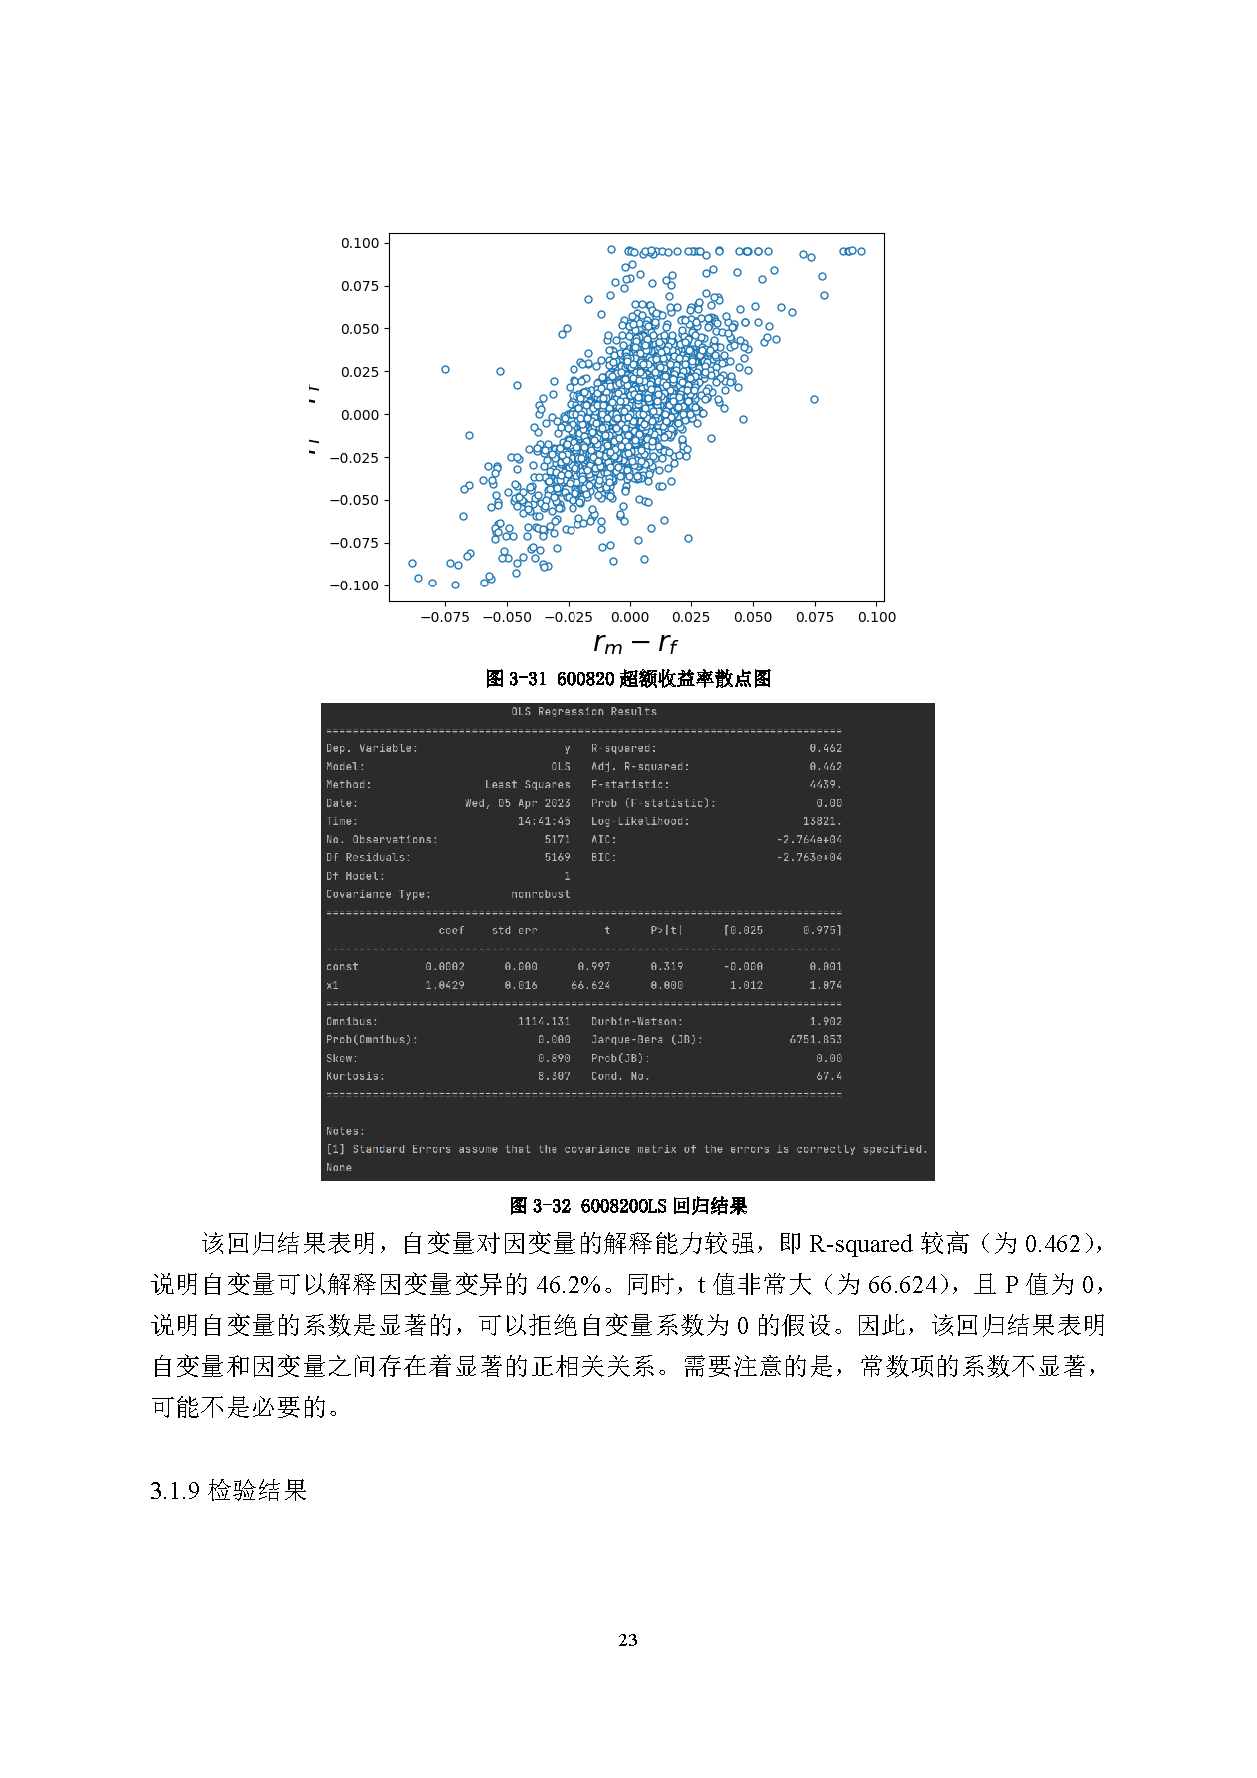 0.100
0.075
0.050
0.025
0.000
−0.025
−0.050
−0.075
−0.100
−0.075 −0.050 −0.025 0.000 0.025 0.050 0.075 0.100
rm − rf
图 3-31 600820 超额收益率散点图
OLS Regression Results
Dep. Variable: y R-squared: 0.462
Model: OLS Adj. R-squared: 0.462
Method: Least Squares F-statistic: 4439.
Date: Wed, 05 Apr 2023 Prob (F-statistic): 0.00
Time: 14:41:45 Log-Likelihood: 13821.
No. Observations: 5171 AIC: -2.764e+04
Df Residuals: 5169 BIC: -2.763e+04
Df Model: 1
Covariance Type: nonrobust
coef std err t P>|t| [0.025 0.975]
const 0.0002 0.000 0.997 0.319 -0.000 0.001
x1 1.0429 0.016 66.624 0.000 1.012 1.074
Omnibus: 1114.131 Durbin-Watson: 1.902
Prob(Omnibus): 0.000 Jarque-Bera (JB): 6751.853
Skew: 0.890 Prob(JB): 0.00
Kurtosis: 8.307 Cond. No. 67.4
Notes:
[1] Standard Errors assume that the covariance matrix of the errors is correctly specified.
None
图 3-32 600820OLS 回归结果
该回归结果表明，自变量对因变量的解释能力较强，即 R-squared 较高（为 0.462），
说明自变量可以解释因变量变异的 46.2%。同时，t 值非常大（为 66.624），且 P 值为 0，
说明自变量的系数是显著的，可以拒绝自变量系数为 0 的假设。因此，该回归结果表明
自变量和因变量之间存在着显著的正相关关系。需要注意的是，常数项的系数不显著，
可能不是必要的。
3.1.9 检验结果
23